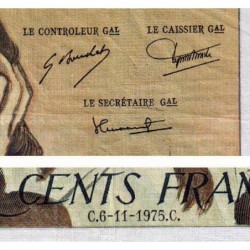 LE CONTROLEUR GAL LE CAISSIER GAL
LE SECRÉTAIRE GAL
CENTS FRAN
C.6-11-1975.C.